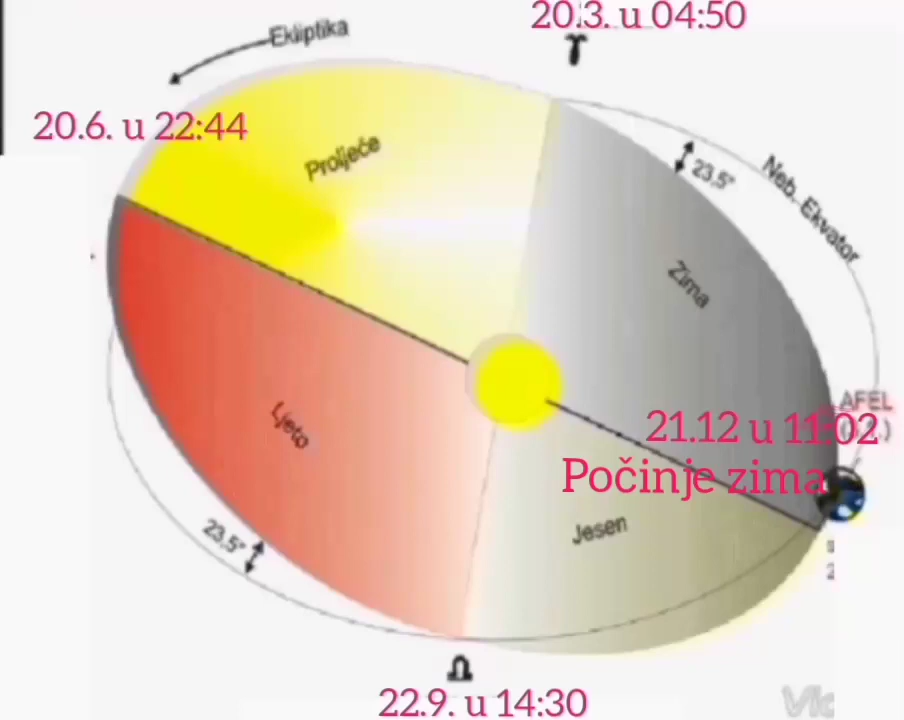 20.3. u 04:50
Ekliptika
20.6. u 22:44
Proljeće
23,5°
Neb. Ekvator
Zima
AFEL
21.12 u 11:02
Počinje zima
Ljeto
Jesen
23,5°
22.9. u 14:30